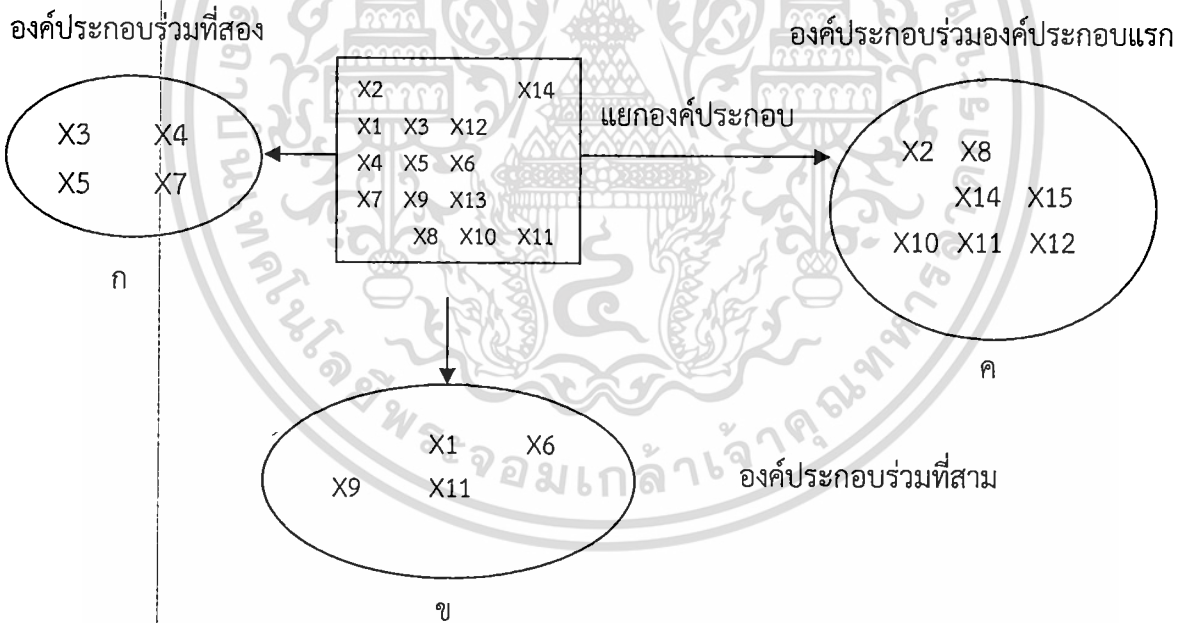 องค์ประกอบร่วมที่สอง
องค์ประกอบร่วมองค์ประกอบแรก
X2 X14
X1 X3 X12
X4 X5 X6
X7 X9 X13
X8 X10 X11
แยกองค์ประกอบ
X3 X4
X5 X7
ก
X2 X8
X14 X15
X10 X11 X12
ค
X1 X6
X9 X11
องค์ประกอบร่วมที่สาม
ข